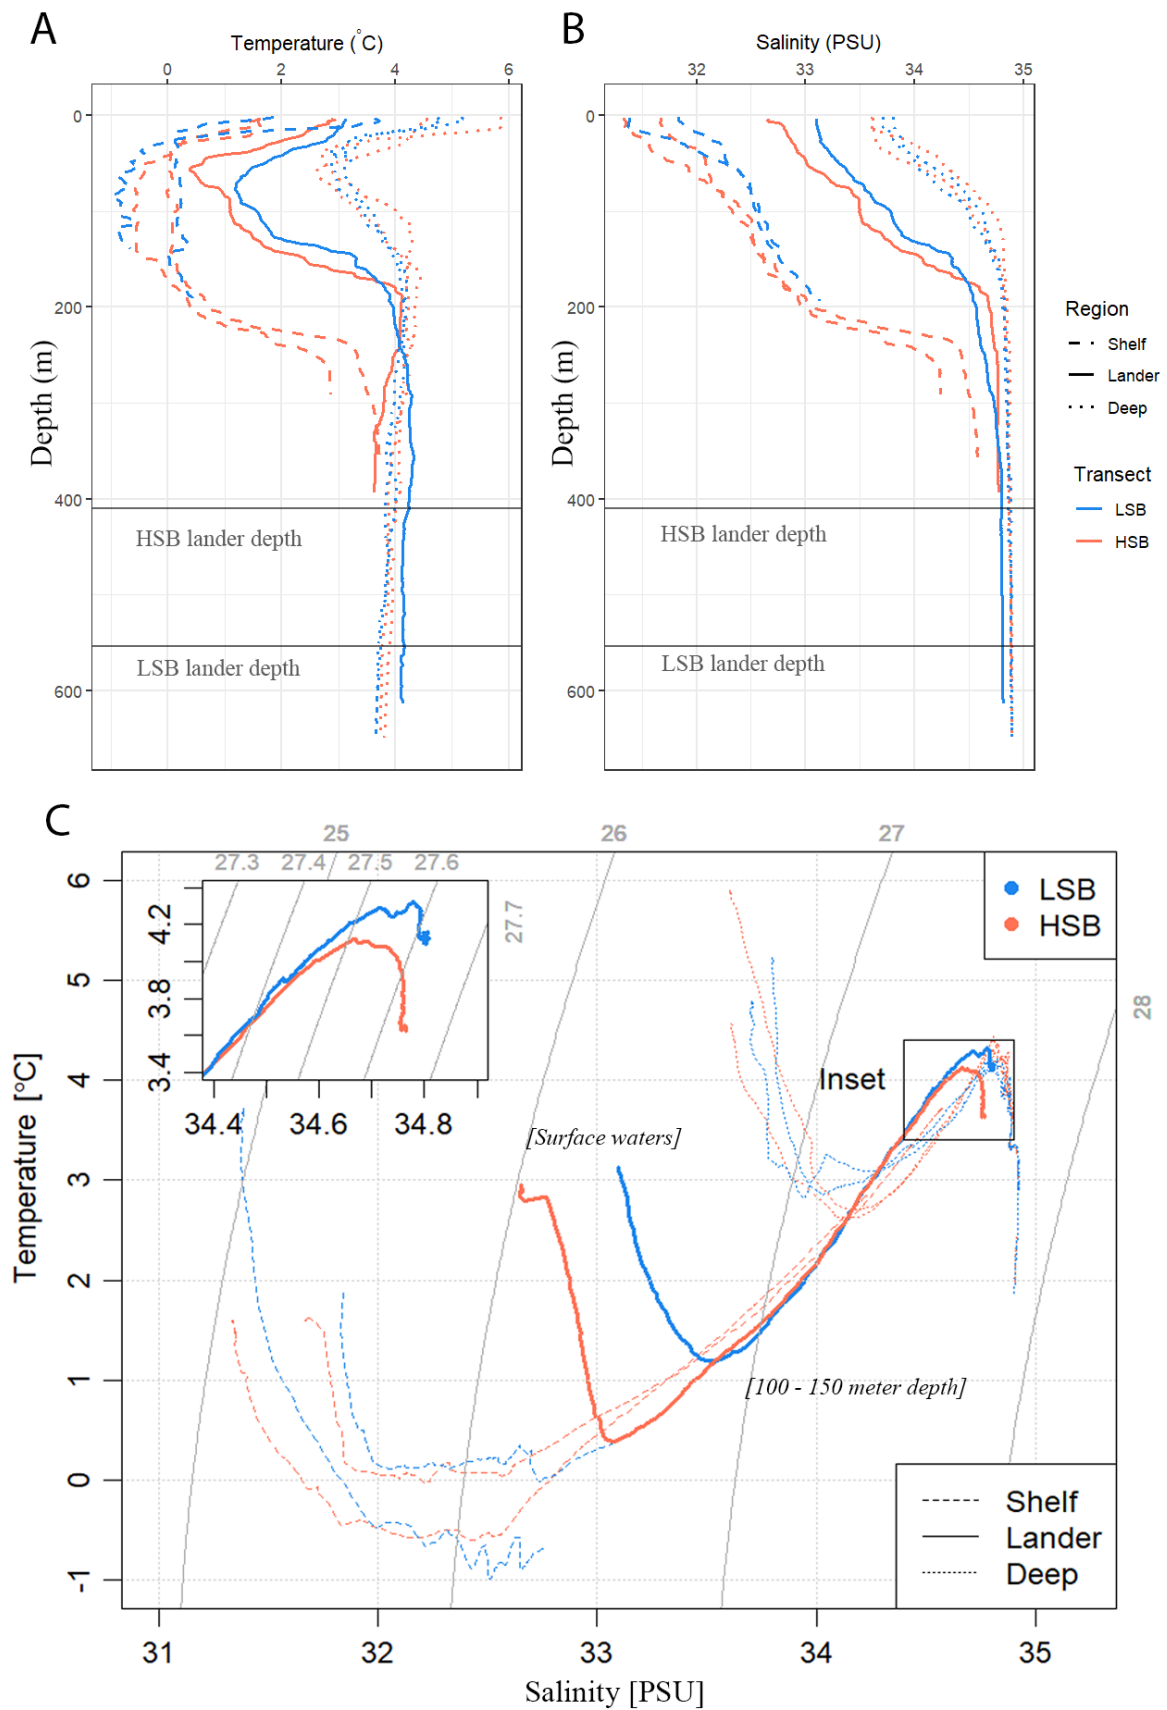 A
Temperature (°C)
0 2 4 6
0
200
400
600
Depth (m)
HSB lander depth
LSB lander depth
B
Salinity (PSU)
32 33 34 35
0
200
400
600
Depth (m)
HSB lander depth
LSB lander depth
Region
Shelf
Lander
Deep
Transect
LSB
HSB
C
25 26 27
28
27.3 27.4 27.5 27.6
27.7
4.2
3.8
3.4
34.4 34.6 34.8
LSB
HSB
Inset
[Surface waters]
[100 - 150 meter depth]
Shelf
Lander
Deep
6
5
4
3
2
1
0
-1
Temperature [°C]
31 32 33 34 35
Salinity [PSU]